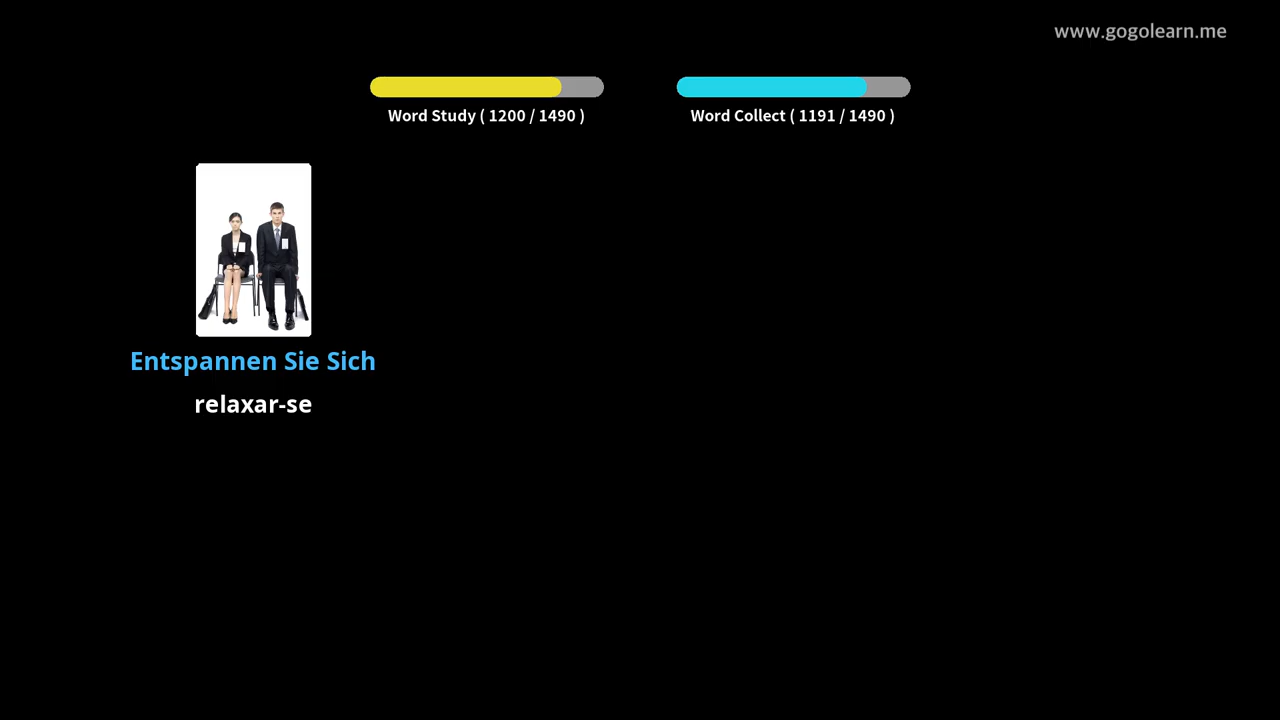 www.gogolearn.me
Word Study ( 1200 / 1490 )
Word Collect ( 1191 / 1490 )
Entspannen Sie Sich
relaxar-se